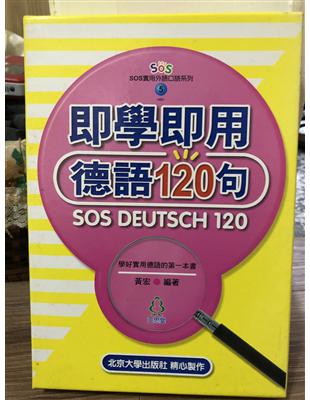 SOS
SOS實用外語口語系列
5
即學即用
德語120句
SOS DEUTSCH 120
學好實用德語的第一本書
黃宏 編著
北京大學出版社 精心製作